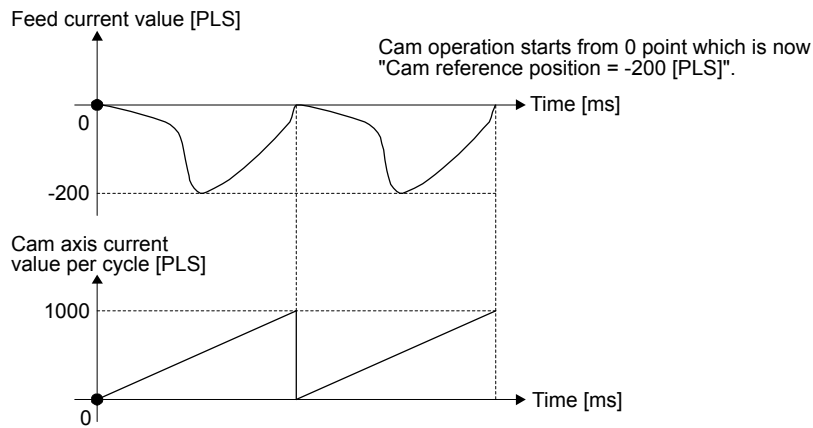 Feed current value [PLS]
Cam operation starts from 0 point which is now
"Cam reference position = -200 [PLS]".
Time [ms]
0
-200
Cam axis current
value per cycle [PLS]
1000
Time [ms]
0